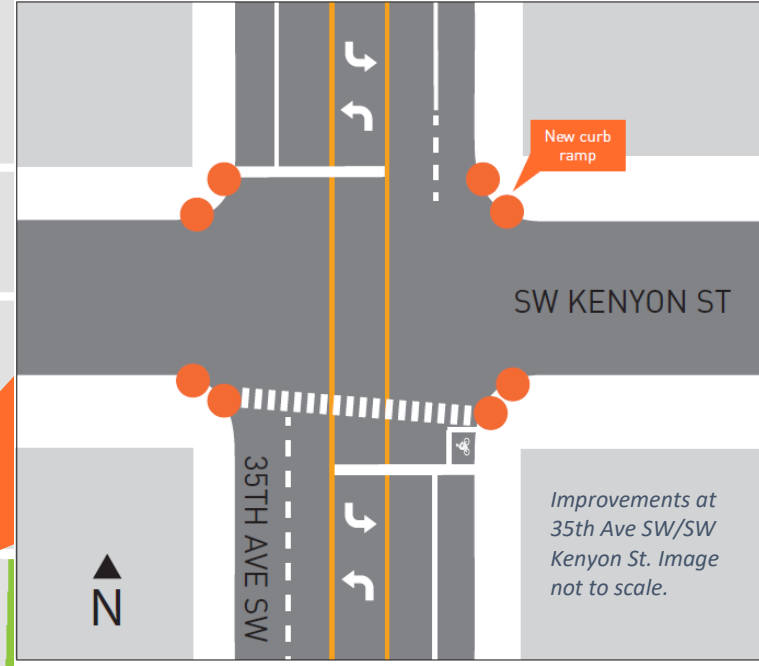 New curb
ramp
SW KENYON ST
35TH AVE SW
Improvements at
35th Ave SW/SW
Kenyon St. Image
not to scale.
N